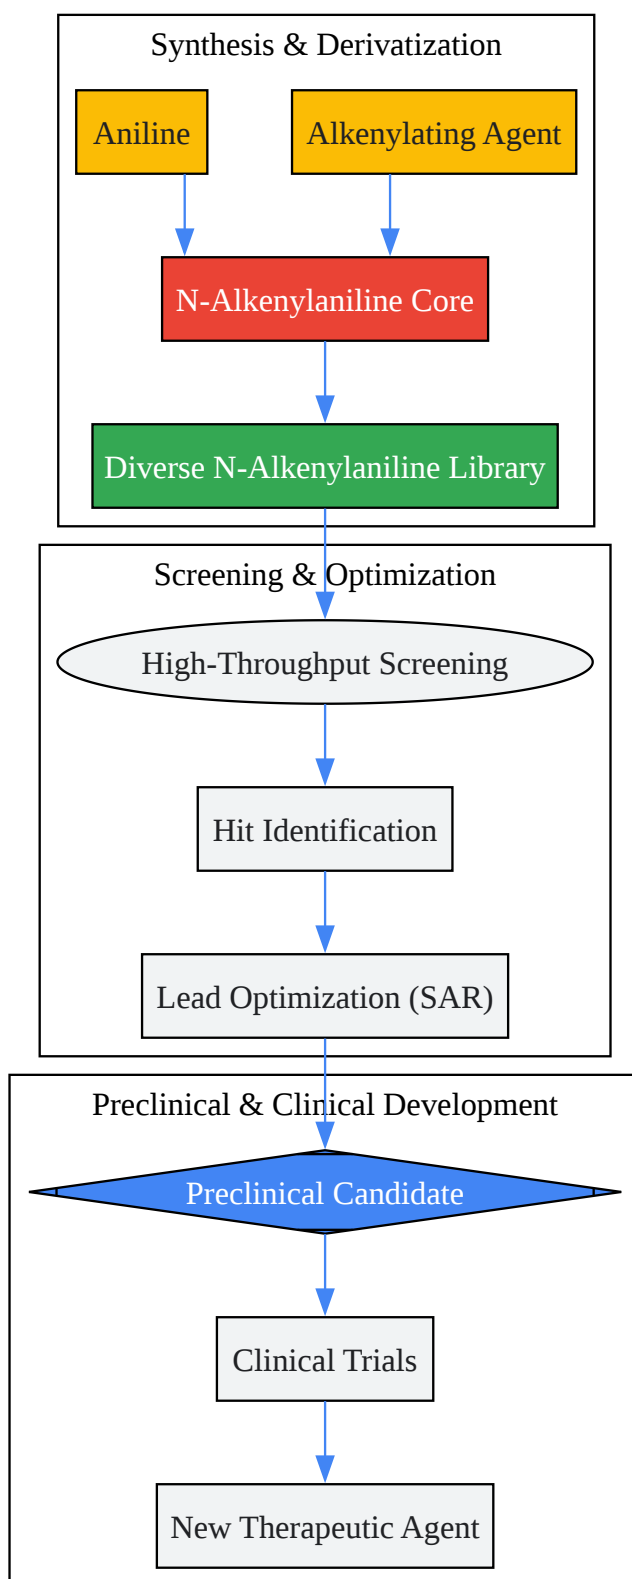 Synthesis & Derivatization
Aniline
Alkenylating Agent
N-Alkenylaniline Core
Diverse N-Alkenylaniline Library
Screening & Optimization
High-Throughput Screening
Hit Identification
Lead Optimization (SAR)
Preclinical & Clinical Development
Preclinical Candidate
Clinical Trials
New Therapeutic Agent